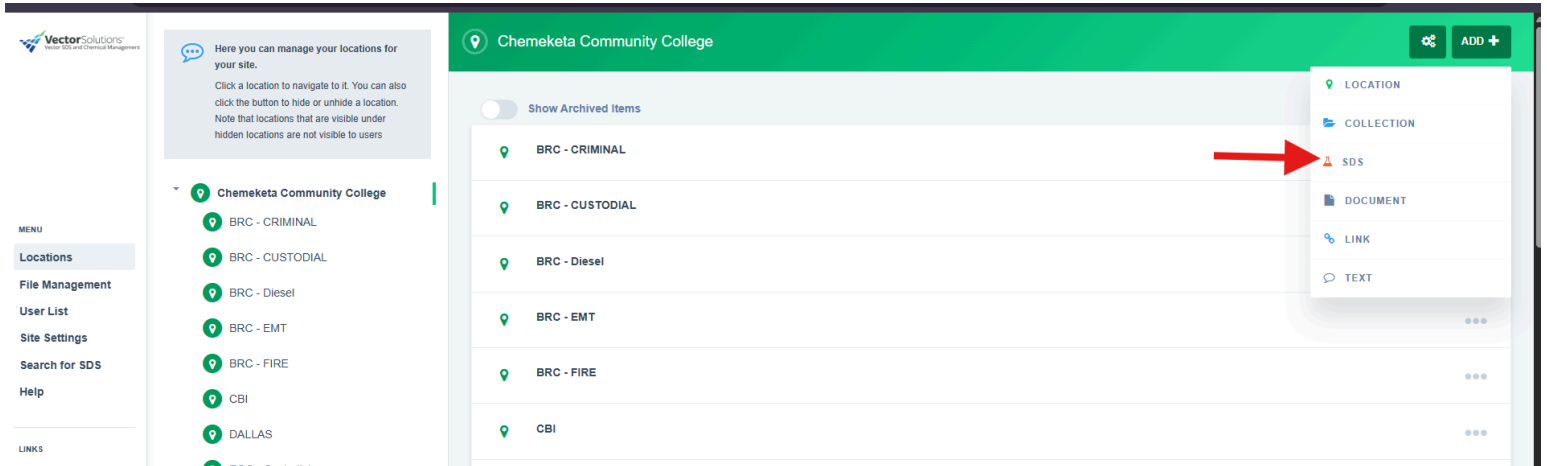 VectorSolutions
Vector SDS and Chemical Management
MENU
Locations
File Management
User List
Site Settings
Search for SDS
Help
LINKS
Here you can manage your locations for
your site.
Click a location to navigate to it. You can also
click the button to hide or unhide a location.
Note that locations that are visible under
hidden locations are not visible to users
Chemeketa Community College
BRC - CRIMINAL
BRC - CUSTODIAL
BRC - Diesel
BRC - EMT
BRC - FIRE
CBI
DALLAS
Chemeketa Community College
ADD +
Show Archived Items
BRC - CRIMINAL
BRC - CUSTODIAL
BRC - Diesel
BRC - EMT
BRC - FIRE
CBI
LOCATION
COLLECTION
SDS
DOCUMENT
LINK
TEXT